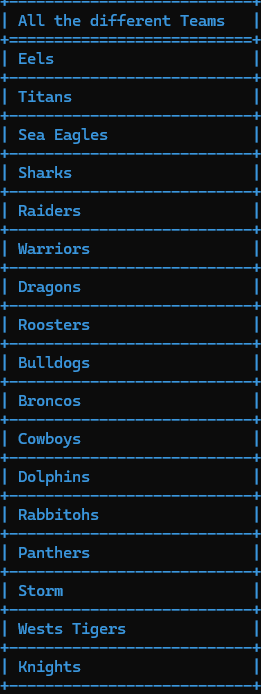 All the different Teams
Eels
Titans
Sea Eagles
Sharks
Raiders
Warriors
Dragons
Roosters
Bulldogs
Broncos
Cowboys
Dolphins
Rabbitohs
Panthers
Storm
Wests Tigers
Knights